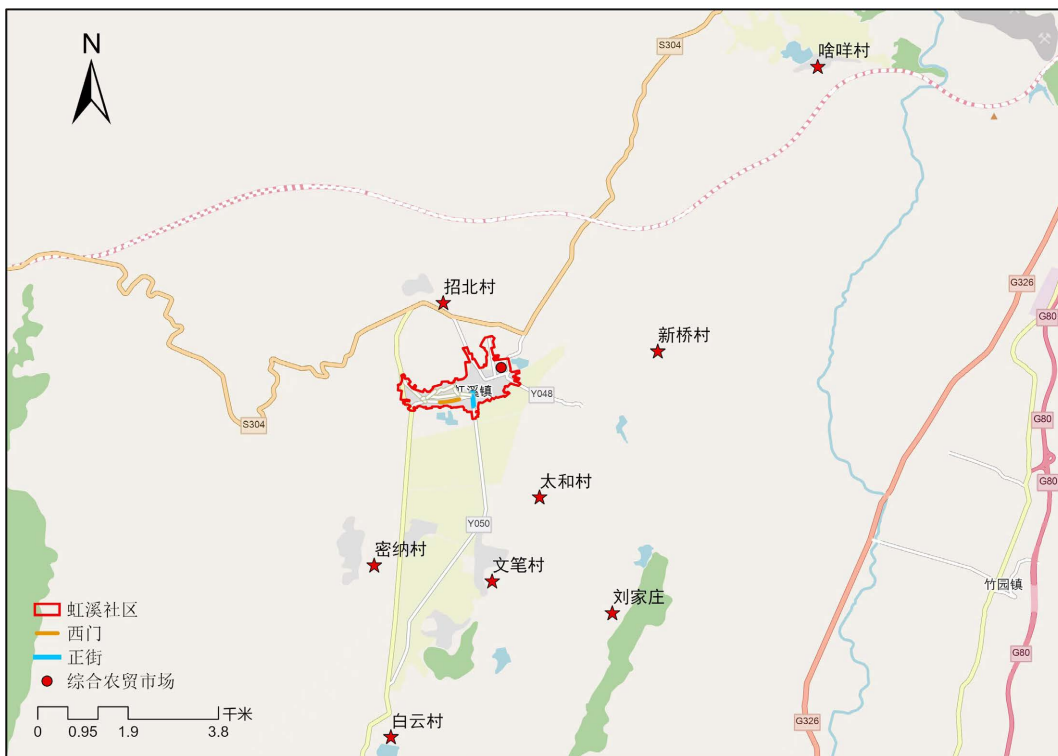 N
S304
啥咩村
G326
G80
招北村
新桥村
虹溪镇
Y048
S304
G80
太和村
G80
Y050
密纳村
文笔村
竹园镇
刘家庄
虹溪社区
西门
正街
综合农贸市场
G80
千米
0 0.95 1.9 3.8
白云村
G326